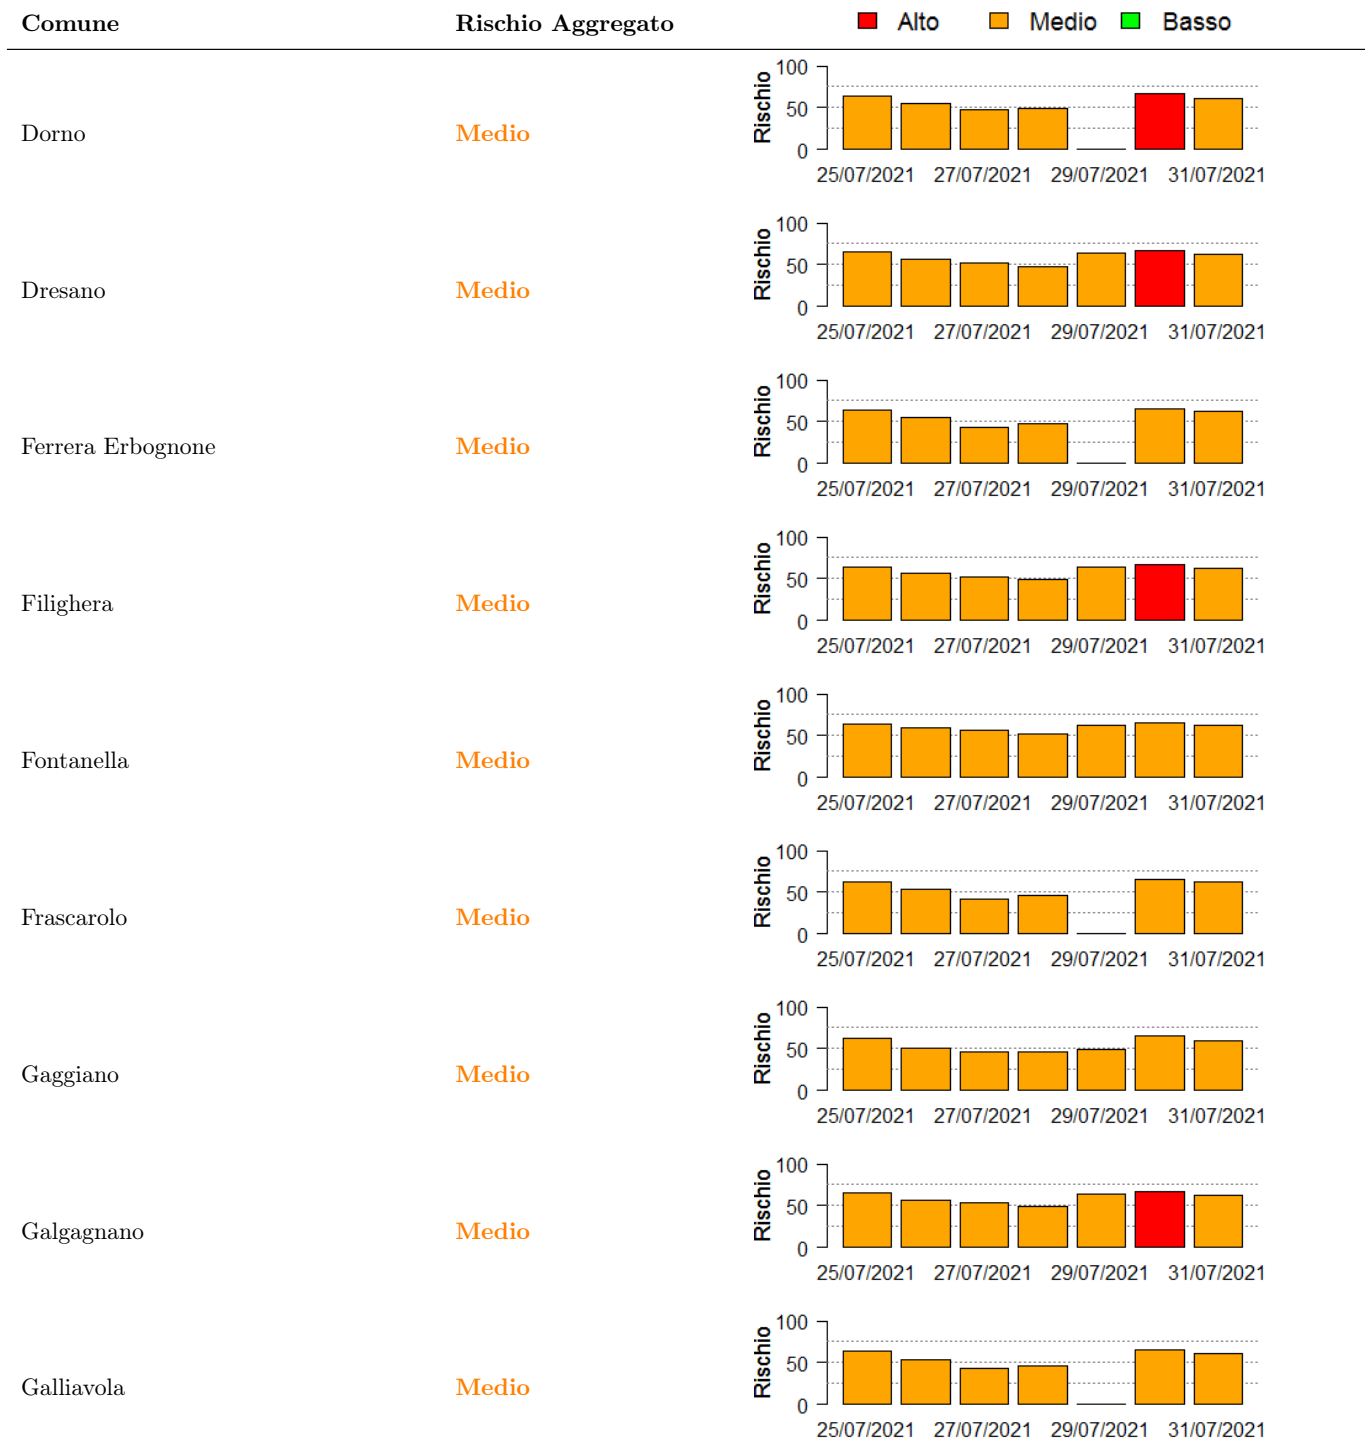 Comune Rischio Aggregato Alto Medio Basso
Dorno Medio
Rischio
100
50
0
25/07/2021 27/07/2021 29/07/2021 31/07/2021
Dresano Medio
Rischio
100
50
0
25/07/2021 27/07/2021 29/07/2021 31/07/2021
Ferrera Erbognone Medio
Rischio
100
50
0
25/07/2021 27/07/2021 29/07/2021 31/07/2021
Filighera Medio
Rischio
100
50
0
25/07/2021 27/07/2021 29/07/2021 31/07/2021
Fontanella Medio
Rischio
100
50
0
25/07/2021 27/07/2021 29/07/2021 31/07/2021
Frascarolo Medio
Rischio
100
50
0
25/07/2021 27/07/2021 29/07/2021 31/07/2021
Gaggiano Medio
Rischio
100
50
0
25/07/2021 27/07/2021 29/07/2021 31/07/2021
Galgagnano Medio
Rischio
100
50
0
25/07/2021 27/07/2021 29/07/2021 31/07/2021
Galliavola Medio
Rischio
100
50
0
25/07/2021 27/07/2021 29/07/2021 31/07/2021